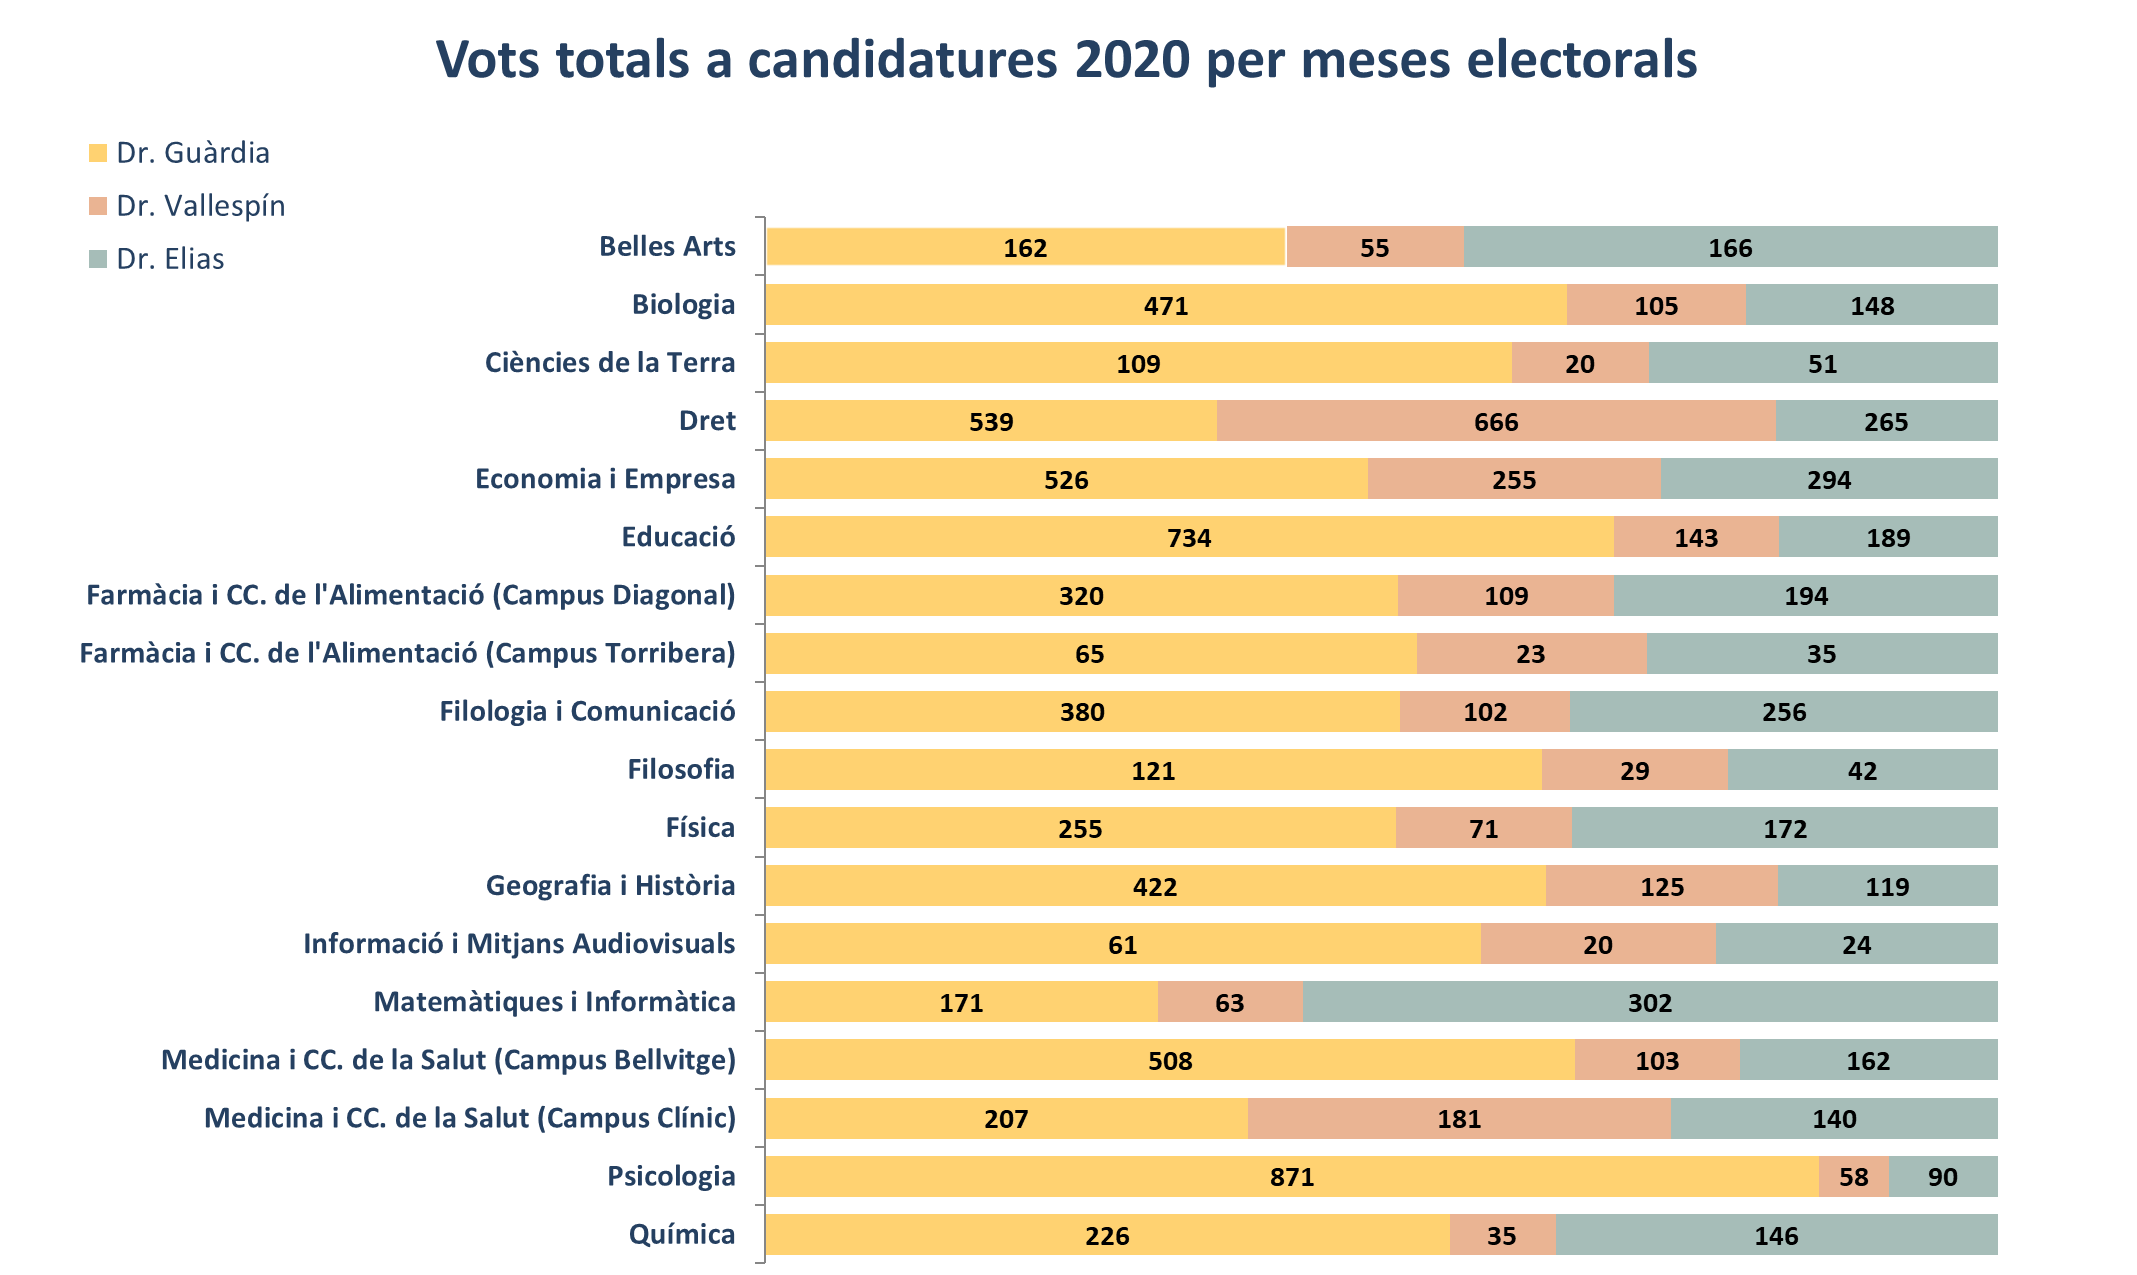 Vots totals a candidatures 2020 per meses electorals
Dr. Guàrdia
Dr. Vallespín
Dr. Elias
Belles Arts 162 55 166
Biologia 471 105 148
Ciències de la Terra 109 20 51
Dret 539 666 265
Economia i Empresa 526 255 294
Educació 734 143 189
Farmàcia i CC. de l'Alimentació (Campus Diagonal) 320 109 194
Farmàcia i CC. de l'Alimentació (Campus Torribera) 65 23 35
Filologia i Comunicació 380 102 256
Filosofia 121 29 42
Física 255 71 172
Geografia i Història 422 125 119
Informació i Mitjans Audiovisuals 61 20 24
Matemàtiques i Informàtica 171 63 302
Medicina i CC. de la Salut (Campus Bellvitge) 508 103 162
Medicina i CC. de la Salut (Campus Clínic) 207 181 140
Psicologia 871 58 90
Química 226 35 146